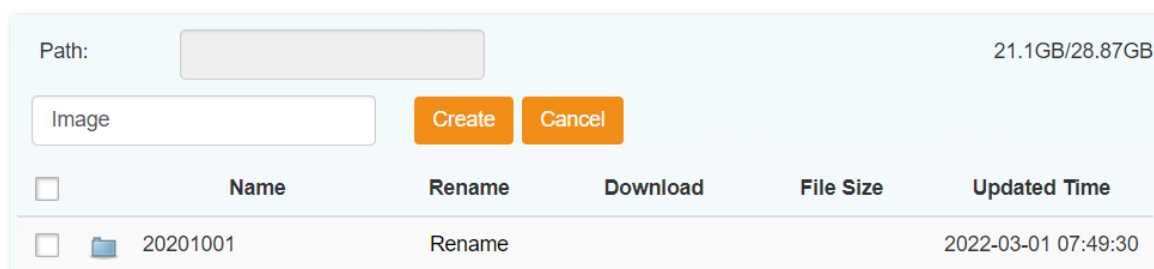 Path: 21.1GB/28.87GB
Image Create Cancel
Name Rename Download File Size Updated Time
20201001 Rename 2022-03-01 07:49:30